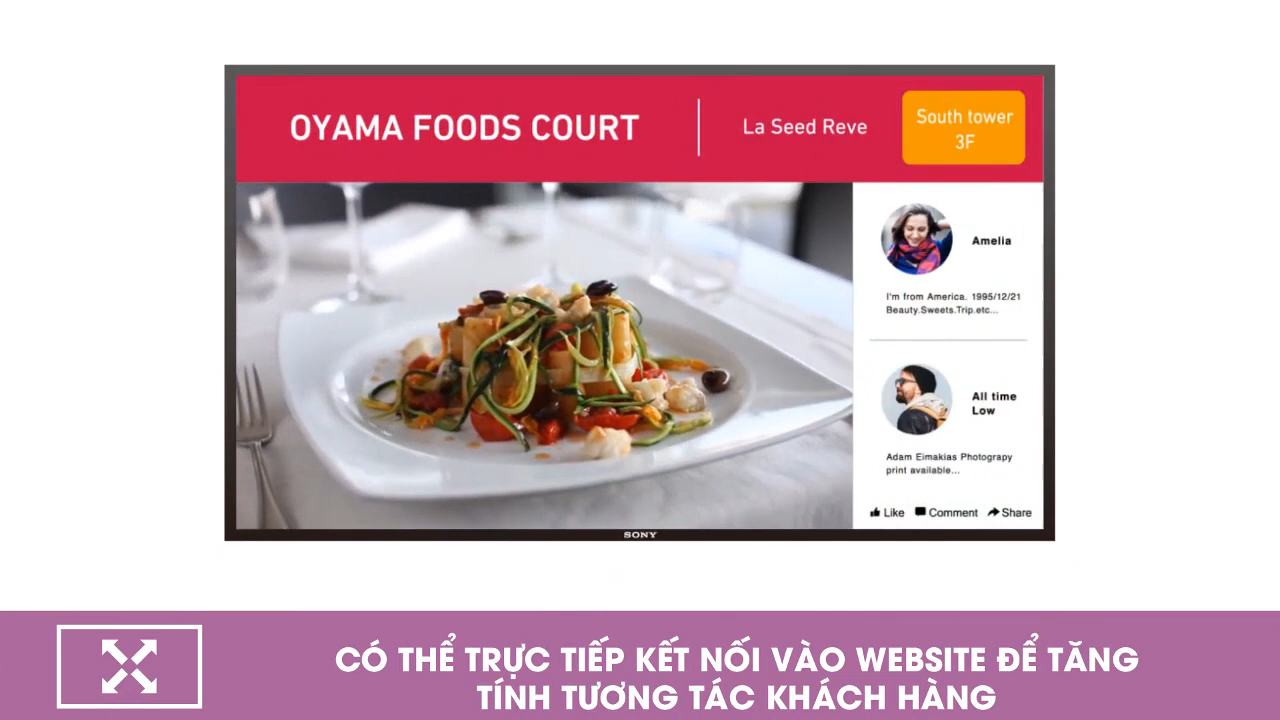 OYAMA FOODS COURT
La Seed Reve
South tower
3F
Amelia
I'm from America. 1995/12/21
Beauty.Sweets.Trip.etc...
All time
Low
Adam Eimakias Photograpy
print available...
Like Comment Share
SONY
CÓ THỂ TRỰC TIẾP KẾT NỐI VÀO WEBSITE ĐỂ TĂNG
TÍNH TƯƠNG TÁC KHÁCH HÀNG